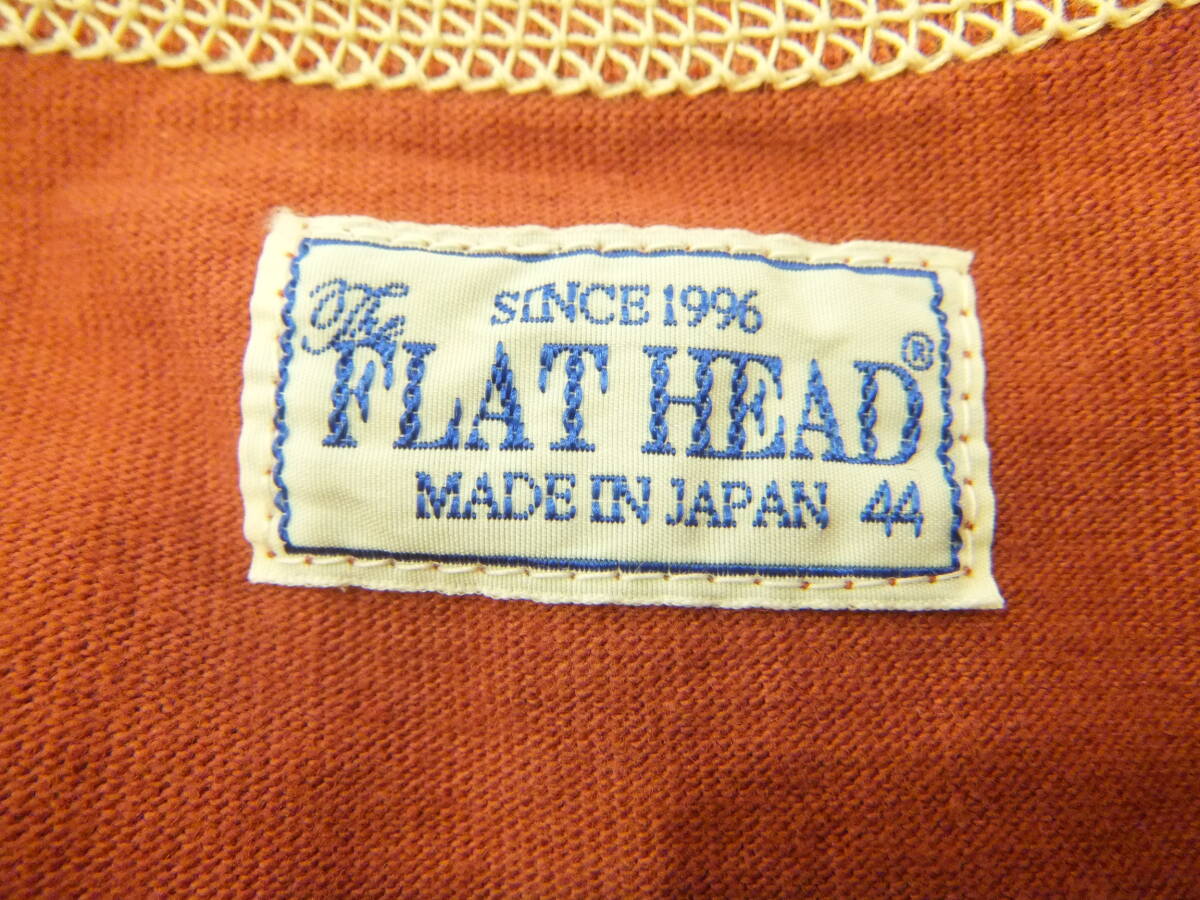 SINCE 1996
The
FLAT HEAD®
MADE IN JAPAN 44